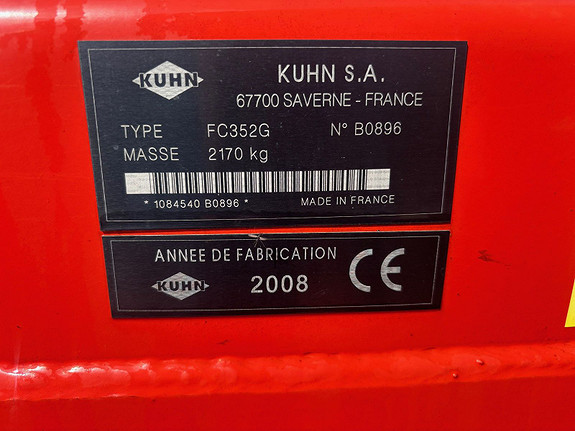 KUHN
KUHN S.A.
67700 SAVERNE - FRANCE
TYPE FC352G N° B0896
MASSE 2170 kg
* 1084540 B0896 * MADE IN FRANCE
ANNEE DE FABRICATION
KUHN 2008 CE